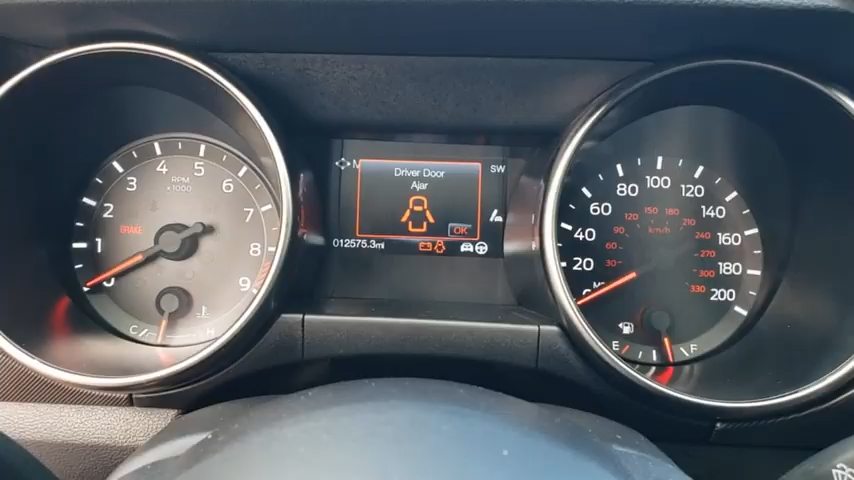 RPM
x1000
0
1
2
3
4
5
6
7
8
9
BRAKE
C
H
Driver Door
Ajar
OK
SW
012575.3mi
20
40
60
80
100
120
140
160
180
200
30
60
90
120
150
180
210
240
270
300
330
km/h
E
F